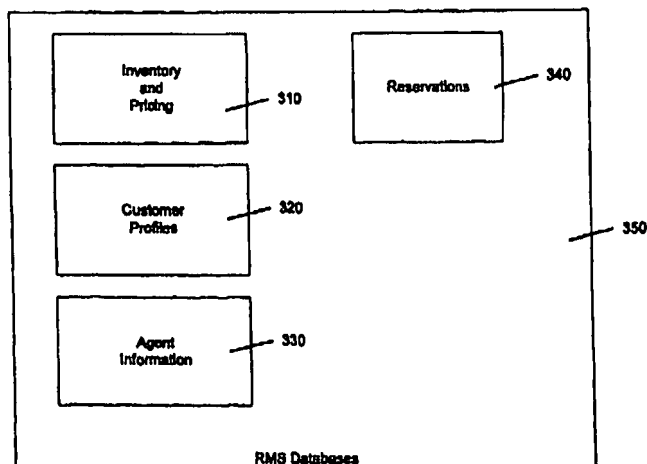 Inventory
and
Pricing
310
Reservations
340
Customer
Profiles
320
350
Agent
Information
330
RMS Databases